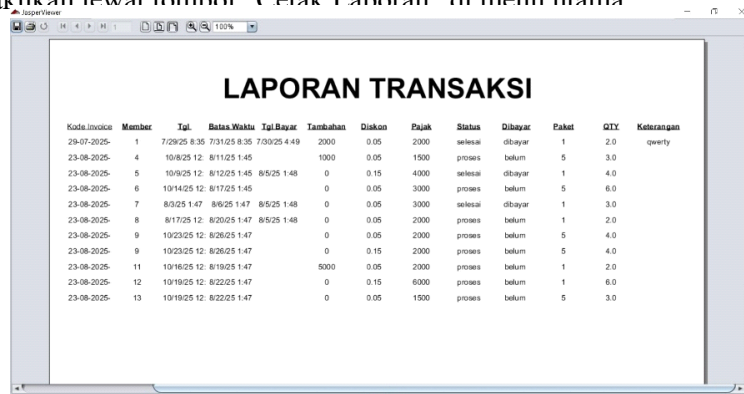 lewat tombol "Cetak Laporan" di menu utama
JasperViewer
100%
LAPORAN TRANSAKSI
Kode Invoice Member Tgl Batas Waktu Tgl Bayar Tambahan Diskon Pajak Status Dibayar Paket QTY Keterangan
29-07-2025- 1 7/29/25 8:35 7/31/25 8:35 7/30/25 4:49 2000 0.05 2000 selesai dibayar 1 2.0 qwerty
23-08-2025- 4 10/8/25 12: 8/11/25 1:45 1000 0.05 1500 proses belum 5 3.0
23-08-2025- 5 10/9/25 12: 8/12/25 1:45 8/5/25 1:48 0 0.15 4000 selesai dibayar 1 4.0
23-08-2025- 6 10/14/25 12: 8/17/25 1:45 0 0.05 3000 proses belum 5 6.0
23-08-2025- 7 8/3/25 1:47 8/6/25 1:47 8/5/25 1:48 0 0.05 3000 selesai dibayar 1 3.0
23-08-2025- 8 8/17/25 12: 8/20/25 1:47 8/5/25 1:48 0 0.05 2000 proses belum 1 2.0
23-08-2025- 9 10/23/25 12: 8/26/25 1:47 0 0.05 2000 proses belum 5 4.0
23-08-2025- 9 10/23/25 12: 8/26/25 1:47 0 0.15 2000 proses belum 5 4.0
23-08-2025- 11 10/16/25 12: 8/19/25 1:47 5000 0.05 2000 proses belum 1 2.0
23-08-2025- 12 10/19/25 12: 8/22/25 1:47 0 0.15 6000 proses belum 1 6.0
23-08-2025- 13 10/19/25 12: 8/22/25 1:47 0 0.05 1500 proses belum 5 3.0